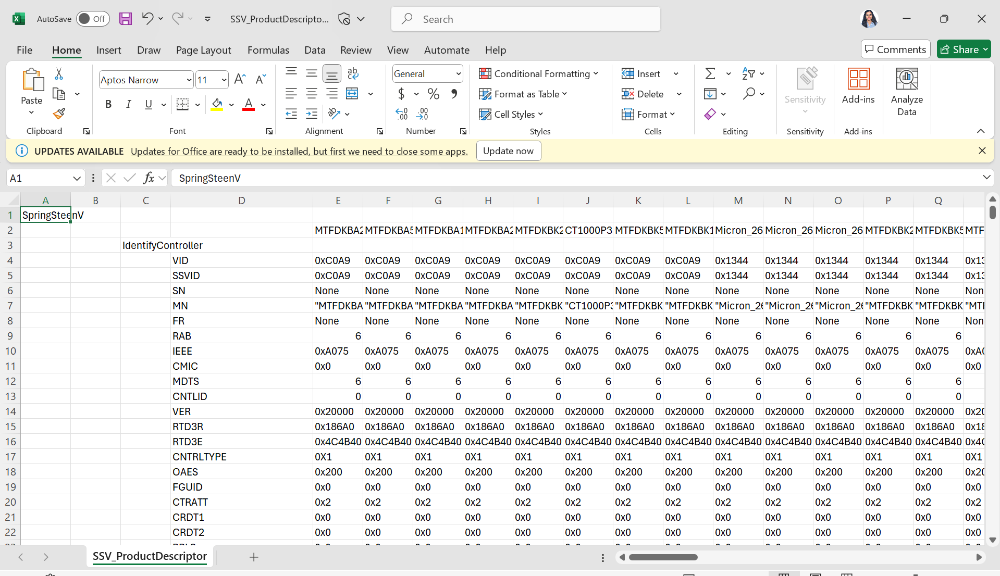 AutoSave Off SSV_ProductDescripto... Search
File Home Insert Draw Page Layout Formulas Data Review View Automate Help Comments Share
Paste Aptos Narrow 11 General Conditional Formatting Format as Table Cell Styles Insert Delete Format Sensitivity Add-ins Analyze Data
Clipboard Font Alignment Number Styles Cells Editing Sensitivity Add-ins
UPDATES AVAILABLE Updates for Office are ready to be installed, but first we need to close some apps. Update now
A1 fx SpringSteenV
A B C D E F G H I J K L M N O P Q
1 SpringSteenV
2 MTFDKBA2 MTFDKBA5 MTFDKBA1 MTFDKBA2 MTFDKBK2 CT1000P3 MTFDKBK5 MTFDKBK1 Micron_26 Micron_26 Micron_26 MTFDKBK2 MTFDKBK5 MTF
3 IdentifyController
4 VID 0xC0A9 0xC0A9 0xC0A9 0xC0A9 0xC0A9 0xC0A9 0xC0A9 0xC0A9 0x1344 0x1344 0x1344 0x1344 0x1344 0x13
5 SSVID 0xC0A9 0xC0A9 0xC0A9 0xC0A9 0xC0A9 0xC0A9 0xC0A9 0xC0A9 0x1344 0x1344 0x1344 0x1344 0x1344 0x13
6 SN None None None None None None None None None None None None None Non
7 MN "MTFDKBA "MTFDKBA "MTFDKBA "MTFDKBA "MTFDKBK "CT1000P3 "MTFDKBK "MTFDKBK "Micron_26 "Micron_26 "Micron_26 "MTFDKBK "MTFDKBK "MTF
8 FR None None None None None None None None None None None None None Non
9 RAB 6 6 6 6 6 6 6 6 6 6 6 6 6
10 IEEE 0xA075 0xA075 0xA075 0xA075 0xA075 0xA075 0xA075 0xA075 0xA075 0xA075 0xA075 0xA075 0xA075 0xA0
11 CMIC 0x0 0x0 0x0 0x0 0x0 0x0 0x0 0x0 0x0 0x0 0x0 0x0 0x0 0x0
12 MDTS 6 6 6 6 6 6 6 6 6 6 6 6 6
13 CNTLID 0 0 0 0 0 0 0 0 0 0 0 0 0
14 VER 0x20000 0x20000 0x20000 0x20000 0x20000 0x20000 0x20000 0x20000 0x20000 0x20000 0x20000 0x20000 0x20000 0x20
15 RTD3R 0x186A0 0x186A0 0x186A0 0x186A0 0x186A0 0x186A0 0x186A0 0x186A0 0x186A0 0x186A0 0x186A0 0x186A0 0x186A0 0x18
16 RTD3E 0x4C4B40 0x4C4B40 0x4C4B40 0x4C4B40 0x4C4B40 0x4C4B40 0x4C4B40 0x4C4B40 0x4C4B40 0x4C4B40 0x4C4B40 0x4C4B40 0x4C4B40 0x4C
17 CNTRLTYPE 0X1 0X1 0X1 0X1 0X1 0X1 0X1 0X1 0X1 0X1 0X1 0X1 0X1 0X1
18 OAES 0x200 0x200 0x200 0x200 0x200 0x200 0x200 0x200 0x200 0x200 0x200 0x200 0x200 0x20
19 FGUID 0x0 0x0 0x0 0x0 0x0 0x0 0x0 0x0 0x0 0x0 0x0 0x0 0x0 0x0
20 CTRATT 0x2 0x2 0x2 0x2 0x2 0x2 0x2 0x2 0x2 0x2 0x2 0x2 0x2 0x2
21 CRDT1 0x0 0x0 0x0 0x0 0x0 0x0 0x0 0x0 0x0 0x0 0x0 0x0 0x0 0x0
22 CRDT2 0x0 0x0 0x0 0x0 0x0 0x0 0x0 0x0 0x0 0x0 0x0 0x0 0x0 0x0
SSV_ProductDescriptor